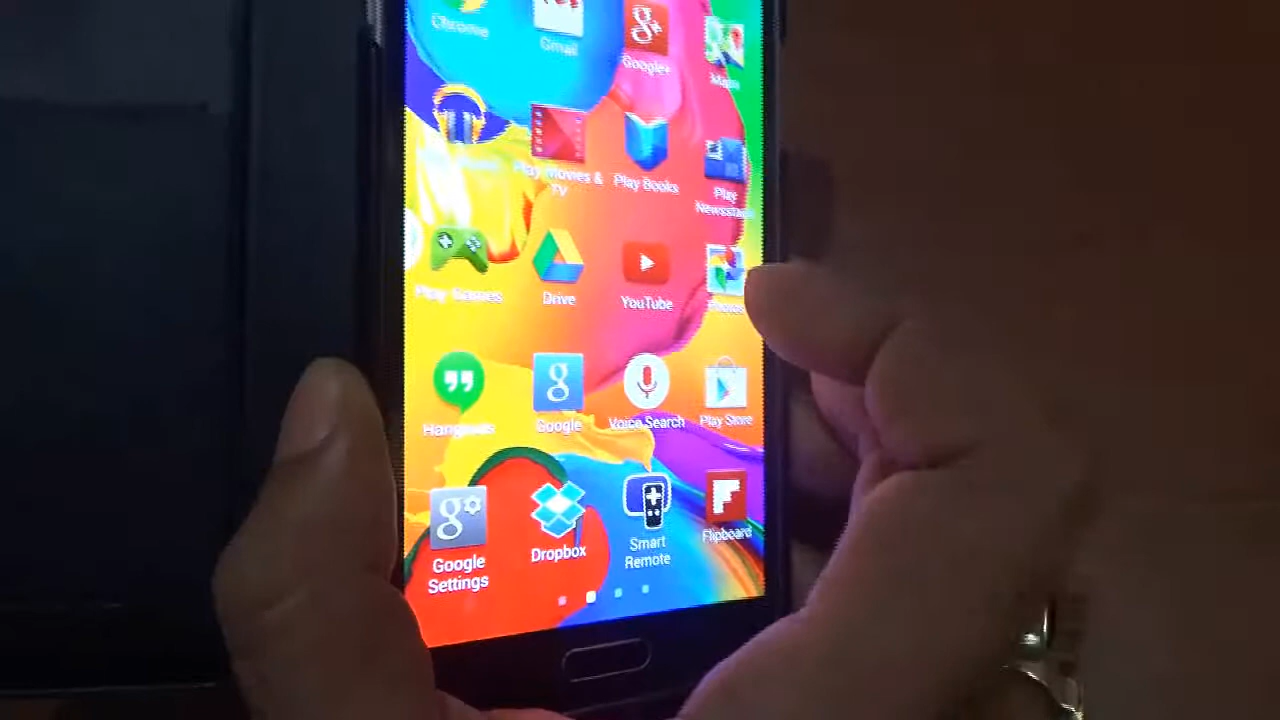 Chrome
Gmail
Google+
Maps
Play Movies &
TV
Play Books
Play
Newsstand
Play Games
Drive
YouTube
Photos
Hangouts
Google
Voice Search
Play Store
Google
Settings
Dropbox
Smart
Remote
Flipboard